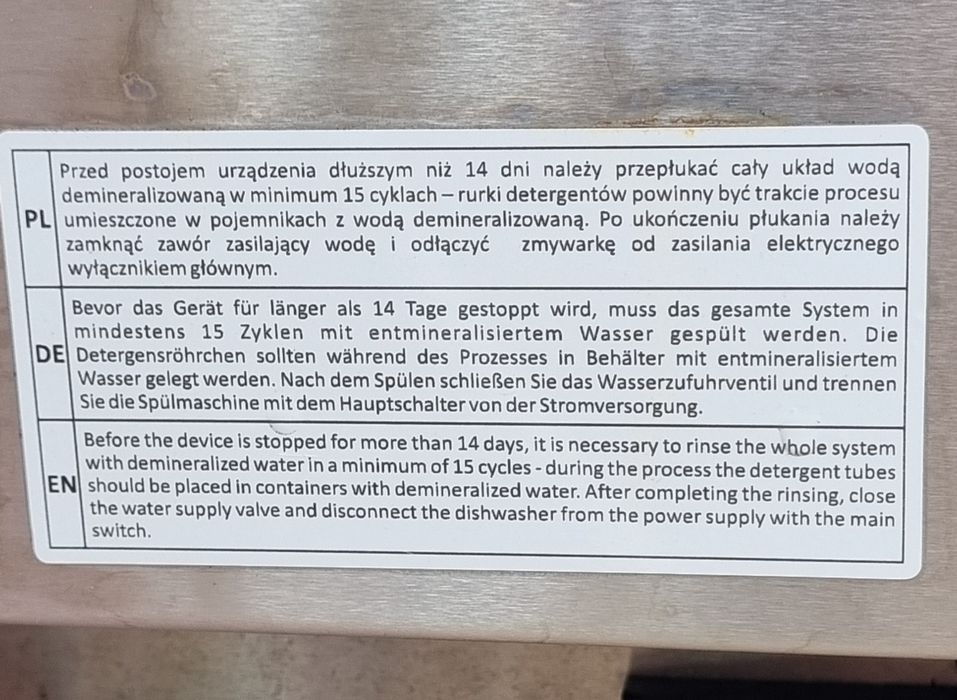 PL
Przed postojem urządzenia dłuższym niż 14 dni należy przepłukać cały układ wodą
demineralizowaną w minimum 15 cyklach – rurki detergentów powinny być trakcie procesu
umieszczone w pojemnikach z wodą demineralizowaną. Po ukończeniu płukania należy
zamknąć zawór zasilający wodę i odłączyć zmywarkę od zasilania elektrycznego
wyłącznikiem głównym.
DE
Bevor das Gerät für länger als 14 Tage gestoppt wird, muss das gesamte System in
mindestens 15 Zyklen mit entmineralisiertem Wasser gespült werden. Die
Detergensröhrchen sollten während des Prozesses in Behälter mit entmineralisiertem
Wasser gelegt werden. Nach dem Spülen schließen Sie das Wasserzufuhrventil und trennen
Sie die Spülmaschine mit dem Hauptschalter von der Stromversorgung.
EN
Before the device is stopped for more than 14 days, it is necessary to rinse the whole system
with demineralized water in a minimum of 15 cycles - during the process the detergent tubes
should be placed in containers with demineralized water. After completing the rinsing, close
the water supply valve and disconnect the dishwasher from the power supply with the main
switch.